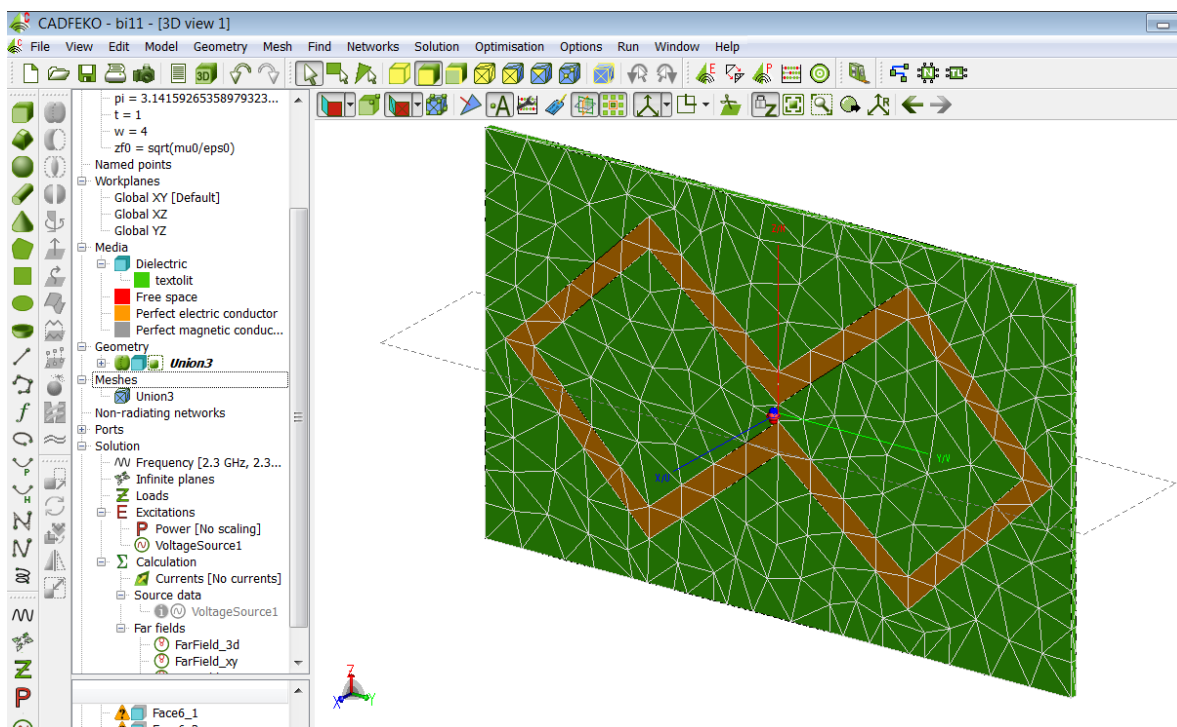 CADFEKO - bi11 - [3D view 1]
File View Edit Model Geometry Mesh Find Networks Solution Optimisation Options Run Window Help
pi = 3.14159265358979323...
t = 1
w = 4
zf0 = sqrt(mu0/eps0)
Named points
Workplanes
Global XY [Default]
Global XZ
Global YZ
Media
Dielectric
textolit
Free space
Perfect electric conductor
Perfect magnetic conduc...
Geometry
Union3
Meshes
Union3
Non-radiating networks
Ports
Solution
Frequency [2.3 GHz, 2.3...
Infinite planes
Loads
Excitations
Power [No scaling]
VoltageSource1
Calculation
Currents [No currents]
Source data
VoltageSource1
Far fields
FarField_3d
FarField_xy
Face6_1
X/U
Y/V
Z
X
Y